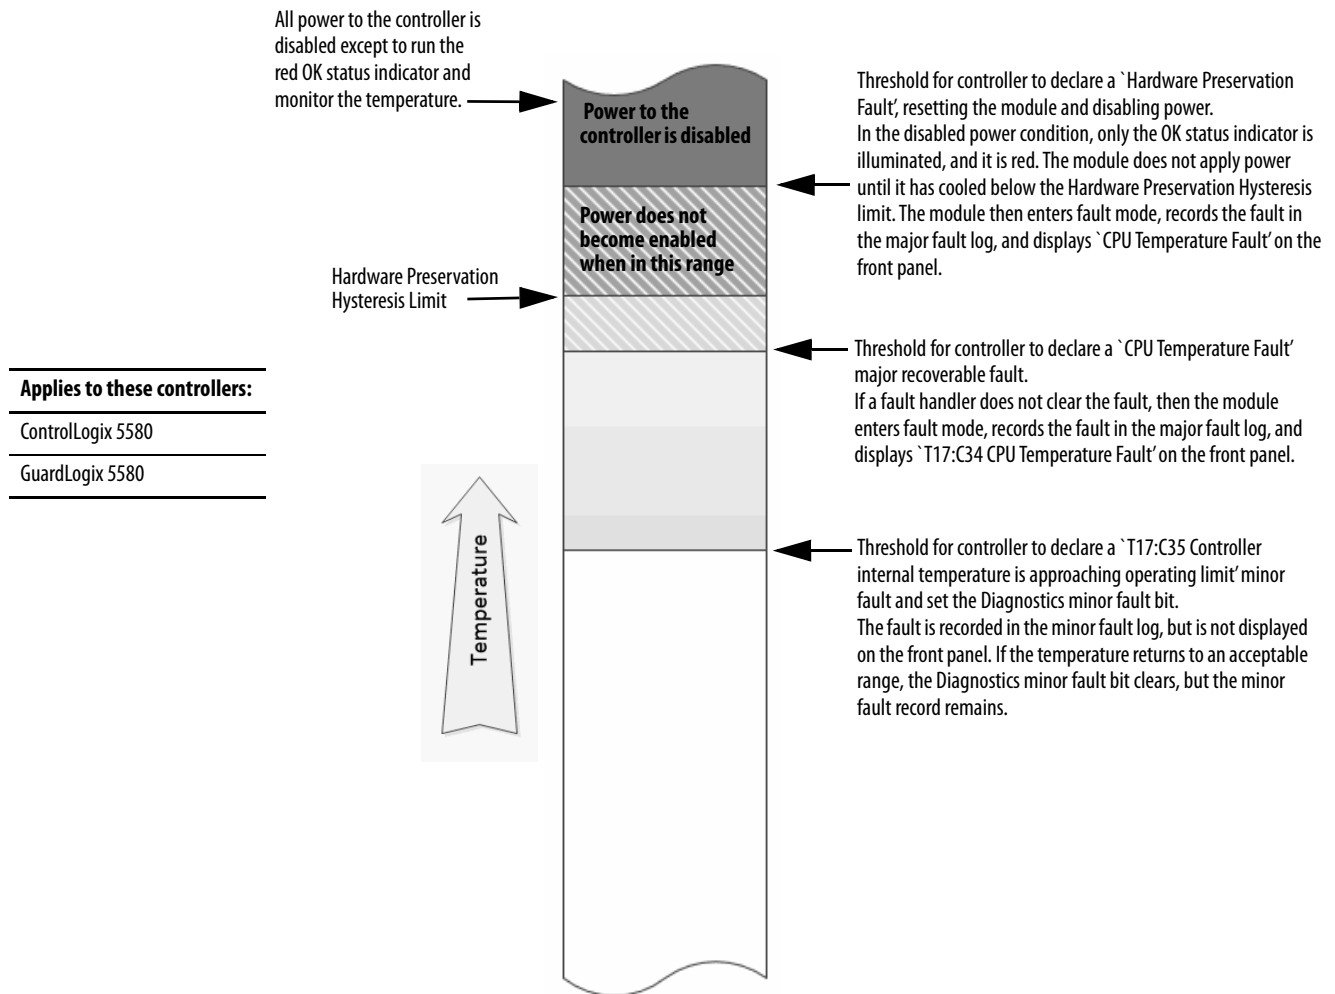 All power to the controller is
disabled except to run the
red OK status indicator and
monitor the temperature.
Power to the
controller is disabled
Threshold for controller to declare a `Hardware Preservation
Fault', resetting the module and disabling power.
In the disabled power condition, only the OK status indicator is
illuminated, and it is red. The module does not apply power
until it has cooled below the Hardware Preservation Hysteresis
limit. The module then enters fault mode, records the fault in
the major fault log, and displays `CPU Temperature Fault' on the
front panel.
Power does not
become enabled
when in this range
Hardware Preservation
Hysteresis Limit
Threshold for controller to declare a `CPU Temperature Fault'
major recoverable fault.
If a fault handler does not clear the fault, then the module
enters fault mode, records the fault in the major fault log, and
displays `T17:C34 CPU Temperature Fault' on the front panel.
Applies to these controllers:
ControlLogix 5580
GuardLogix 5580
Temperature
Threshold for controller to declare a `T17:C35 Controller
internal temperature is approaching operating limit' minor
fault and set the Diagnostics minor fault bit.
The fault is recorded in the minor fault log, but is not displayed
on the front panel. If the temperature returns to an acceptable
range, the Diagnostics minor fault bit clears, but the minor
fault record remains.